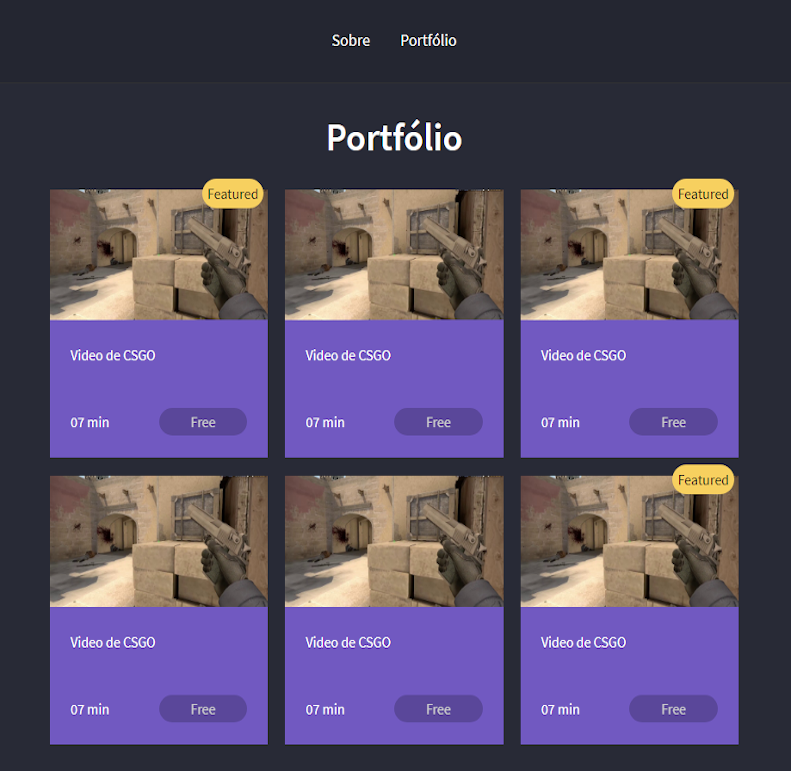 Sobre Portfólio
Portfólio
Featured Featured
Video de CSGO Video de CSGO Video de CSGO
07 min Free 07 min Free 07 min Free
Featured
Video de CSGO Video de CSGO Video de CSGO
07 min Free 07 min Free 07 min Free